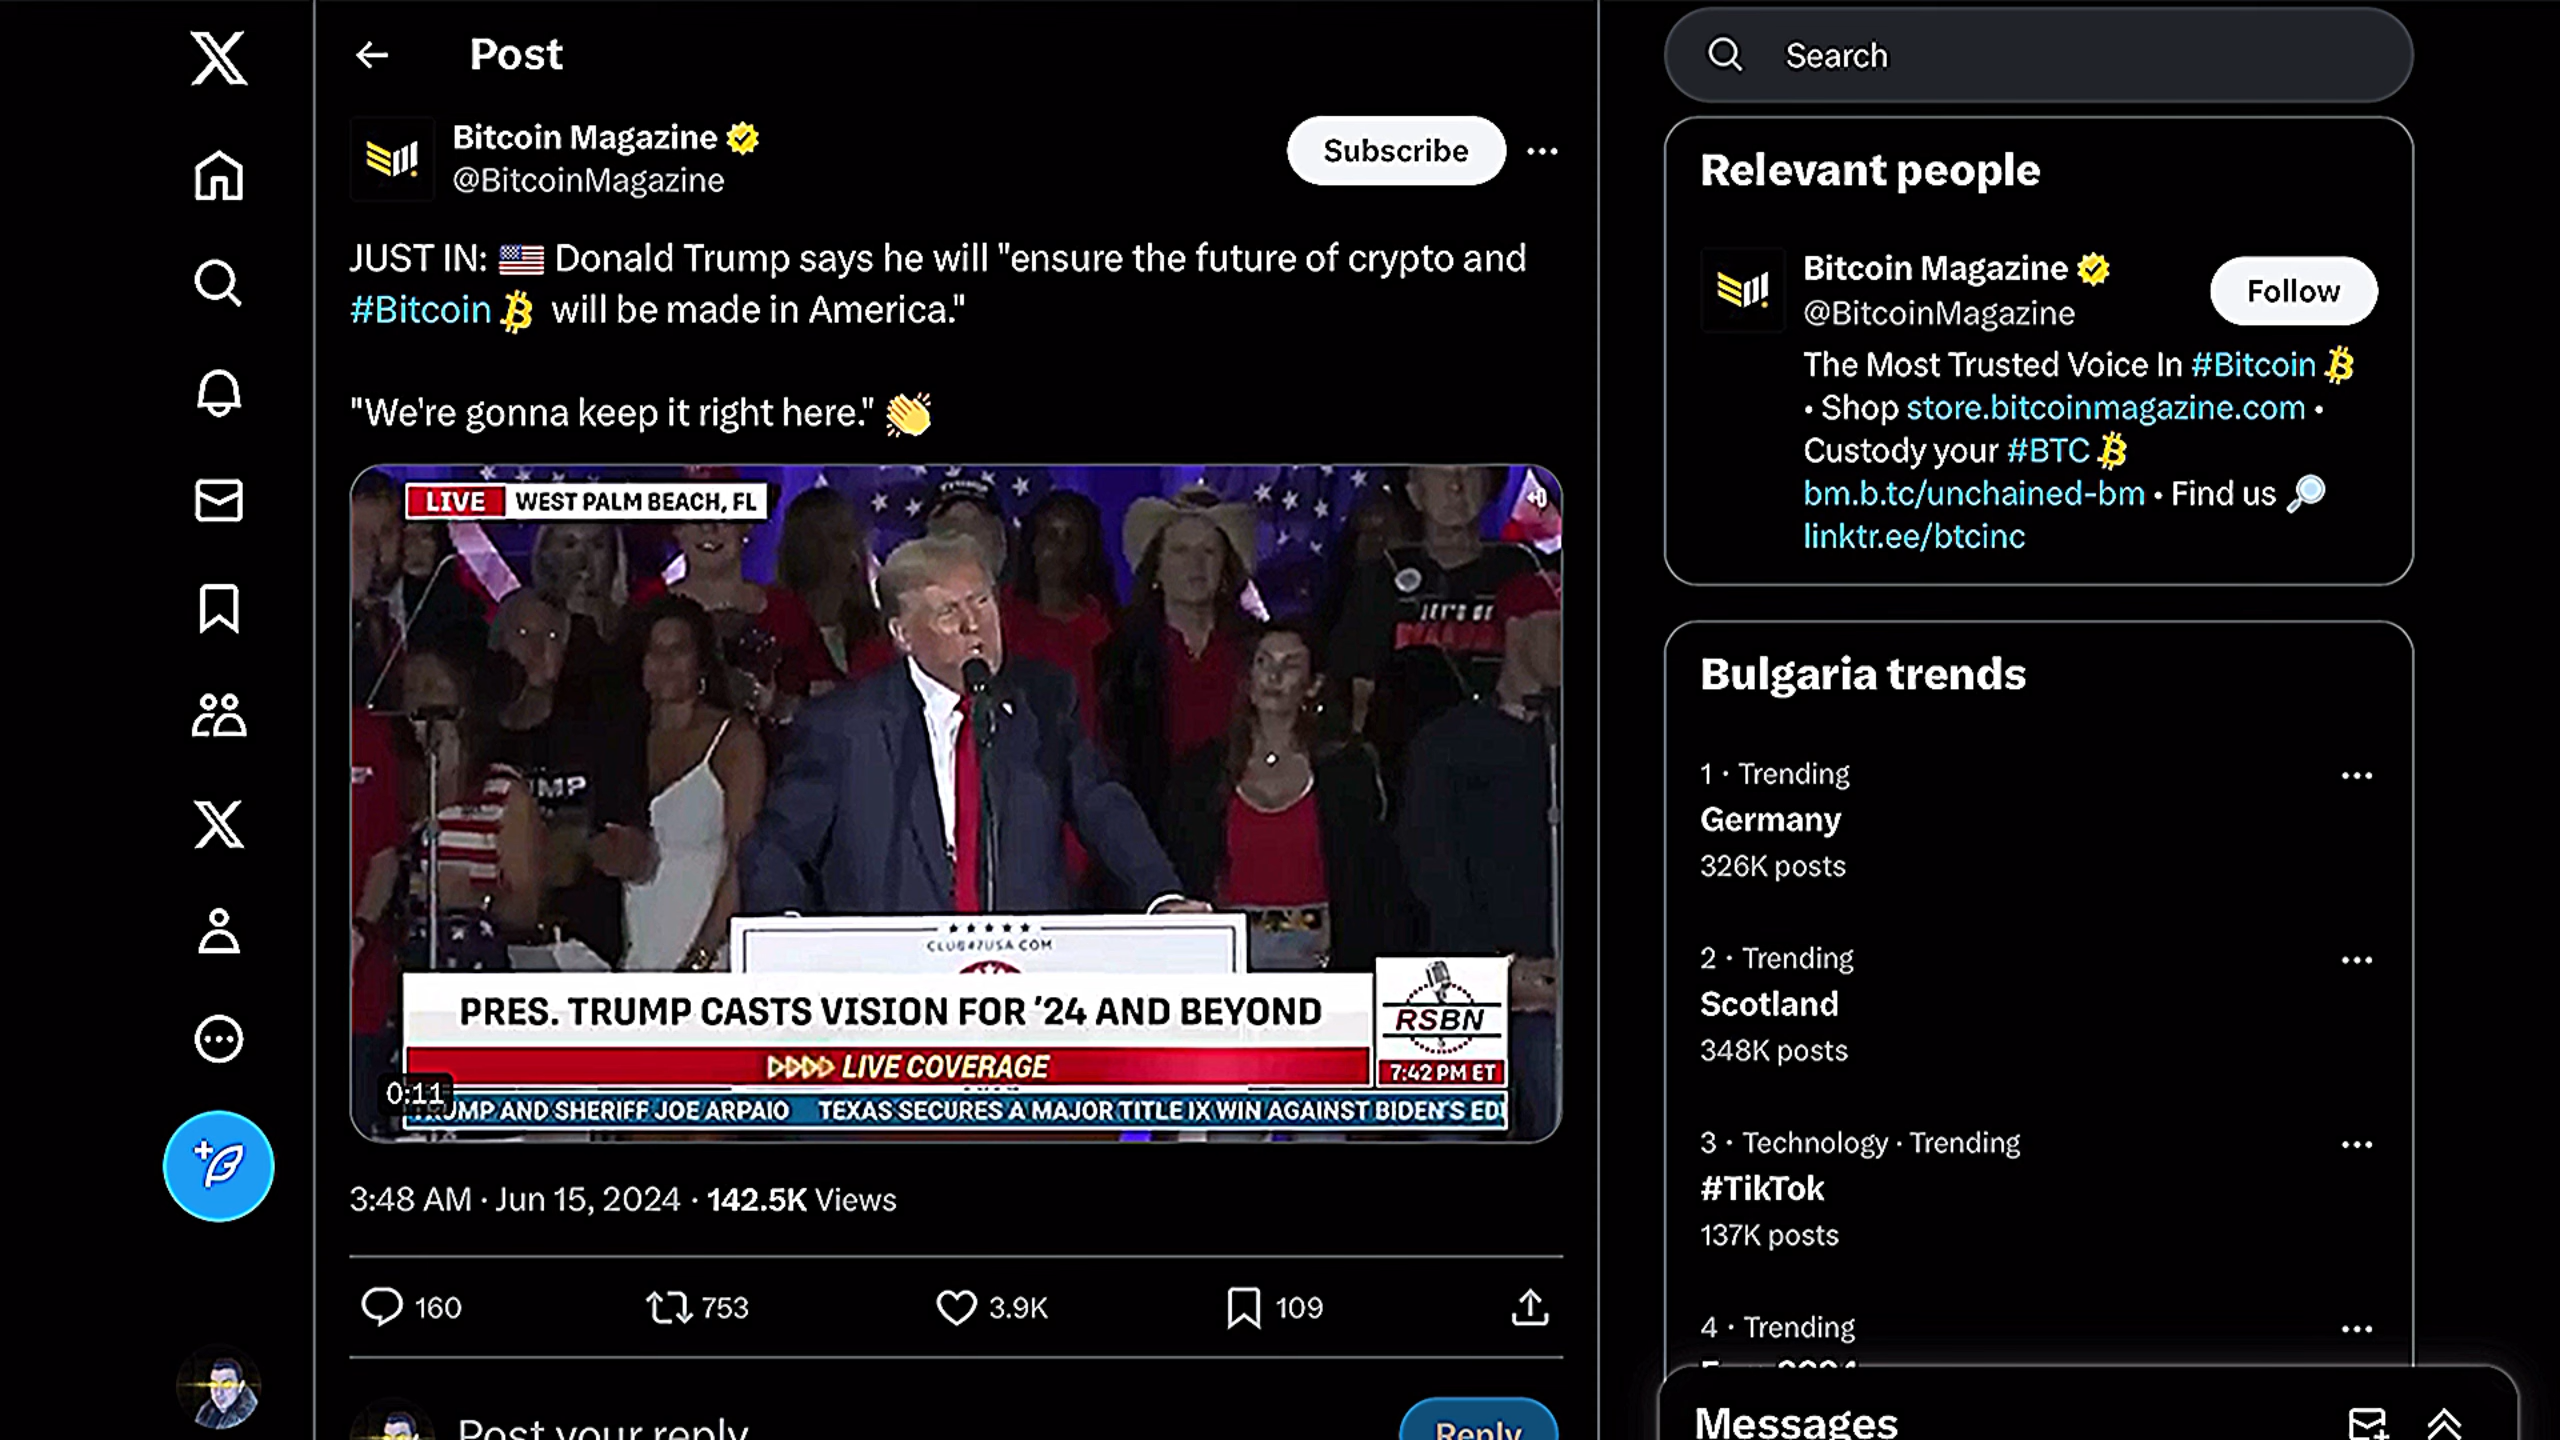 Post
Bitcoin Magazine
@BitcoinMagazine
Subscribe
JUST IN: 🇺🇸 Donald Trump says he will "ensure the future of crypto and
#Bitcoin will be made in America."
"We're gonna keep it right here." 👏
LIVE WEST PALM BEACH, FL
LET'S GO
CLUB47USA.COM
PRES. TRUMP CASTS VISION FOR '24 AND BEYOND
LIVE COVERAGE
RSBN
7:42 PM ET
0:11
AND SHERIFF JOE ARPAIO TEXAS SECURES A MAJOR TITLE IX WIN AGAINST BIDEN'S
3:48 AM · Jun 15, 2024 · 142.5K Views
160 753 3.9K 109
Post your reply
Reply
Search
Relevant people
Bitcoin Magazine
@BitcoinMagazine
Follow
The Most Trusted Voice In #Bitcoin
• Shop store.bitcoinmagazine.com •
Custody your #BTC
bm.b.tc/unchained-bm • Find us 🔎
linktr.ee/btcinc
Bulgaria trends
1 · Trending
Germany
326K posts
2 · Trending
Scotland
348K posts
3 · Technology · Trending
#TikTok
137K posts
4 · Trending
Messages